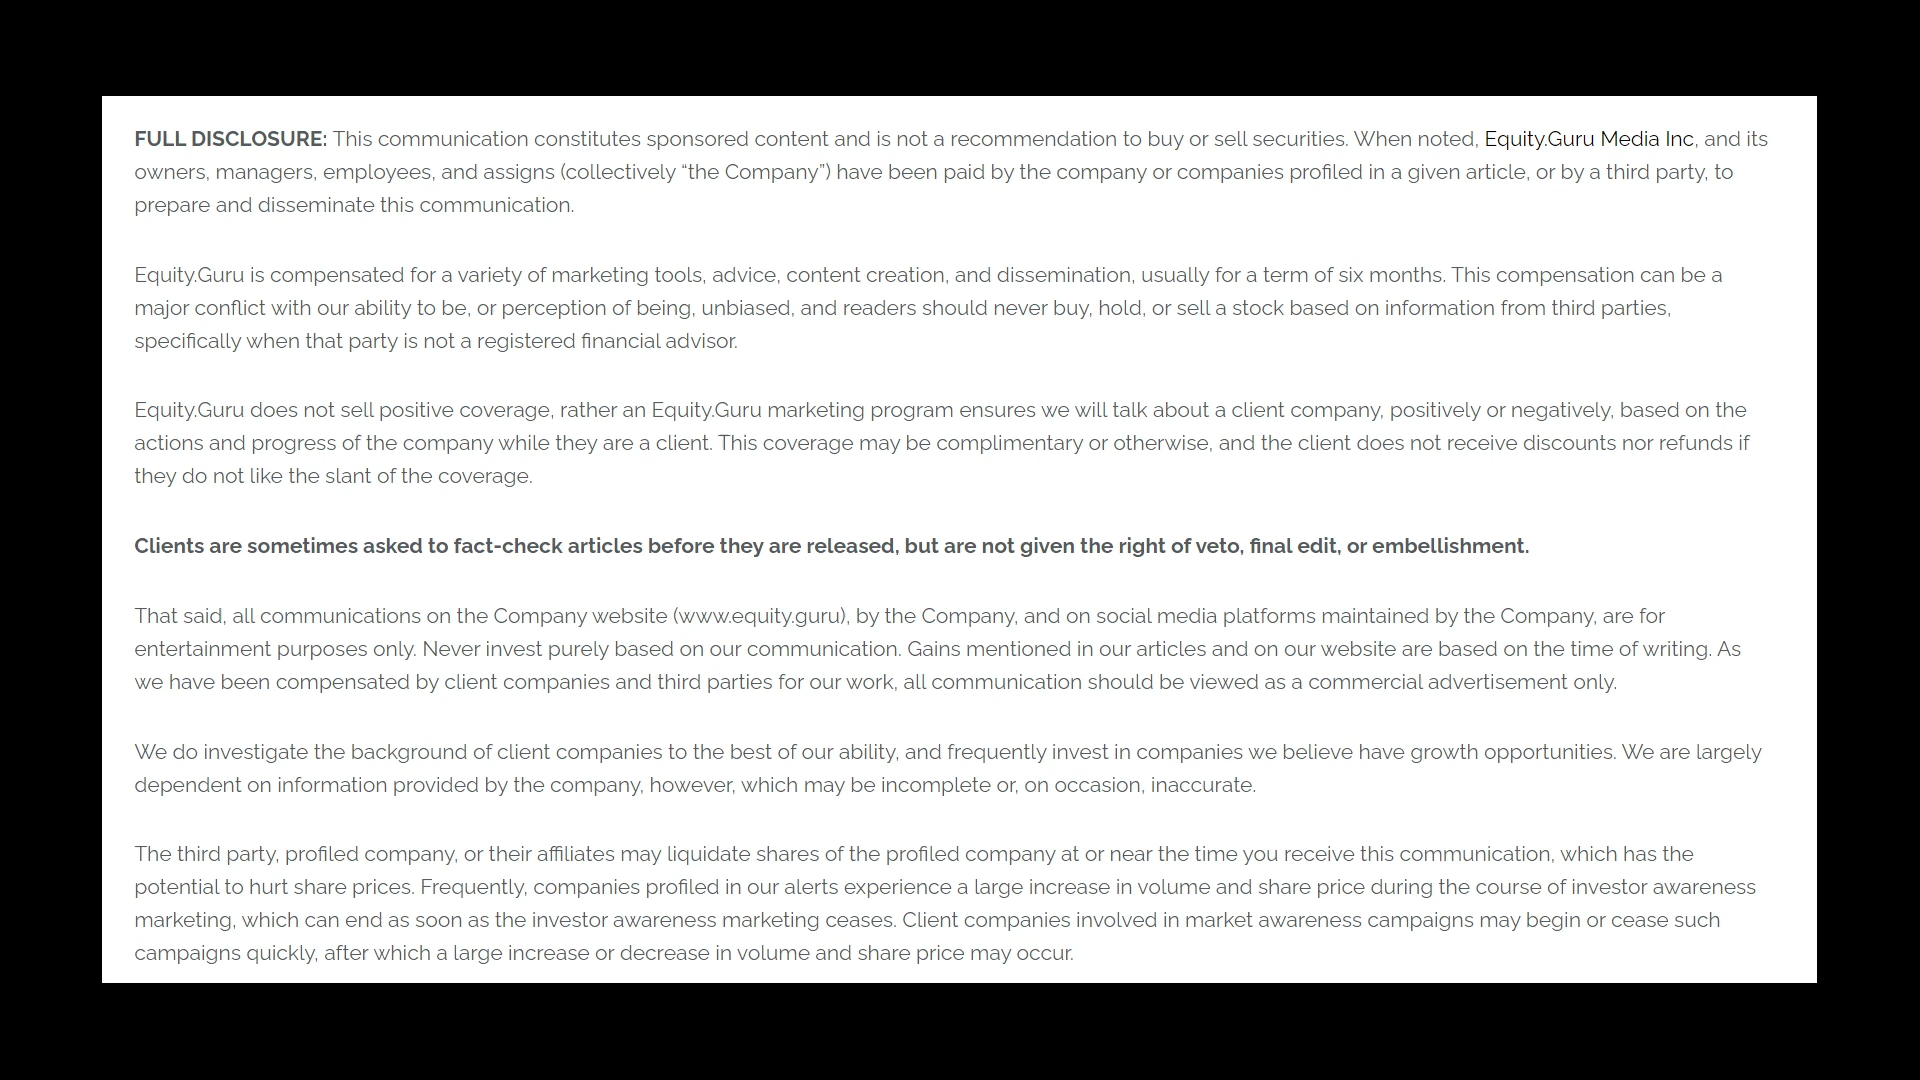 FULL DISCLOSURE: This communication constitutes sponsored content and is not a recommendation to buy or sell securities. When noted, Equity.Guru Media Inc, and its
owners, managers, employees, and assigns (collectively “the Company”) have been paid by the company or companies profiled in a given article, or by a third party, to
prepare and disseminate this communication.
Equity.Guru is compensated for a variety of marketing tools, advice, content creation, and dissemination, usually for a term of six months. This compensation can be a
major conflict with our ability to be, or perception of being, unbiased, and readers should never buy, hold, or sell a stock based on information from third parties,
specifically when that party is not a registered financial advisor.
Equity.Guru does not sell positive coverage, rather an Equity.Guru marketing program ensures we will talk about a client company, positively or negatively, based on the
actions and progress of the company while they are a client. This coverage may be complimentary or otherwise, and the client does not receive discounts nor refunds if
they do not like the slant of the coverage.
Clients are sometimes asked to fact-check articles before they are released, but are not given the right of veto, final edit, or embellishment.
That said, all communications on the Company website (www.equity.guru), by the Company, and on social media platforms maintained by the Company, are for
entertainment purposes only. Never invest purely based on our communication. Gains mentioned in our articles and on our website are based on the time of writing. As
we have been compensated by client companies and third parties for our work, all communication should be viewed as a commercial advertisement only.
We do investigate the background of client companies to the best of our ability, and frequently invest in companies we believe have growth opportunities. We are largely
dependent on information provided by the company, however, which may be incomplete or, on occasion, inaccurate.
The third party, profiled company, or their affiliates may liquidate shares of the profiled company at or near the time you receive this communication, which has the
potential to hurt share prices. Frequently, companies profiled in our alerts experience a large increase in volume and share price during the course of investor awareness
marketing, which can end as soon as the investor awareness marketing ceases. Client companies involved in market awareness campaigns may begin or cease such
campaigns quickly, after which a large increase or decrease in volume and share price may occur.